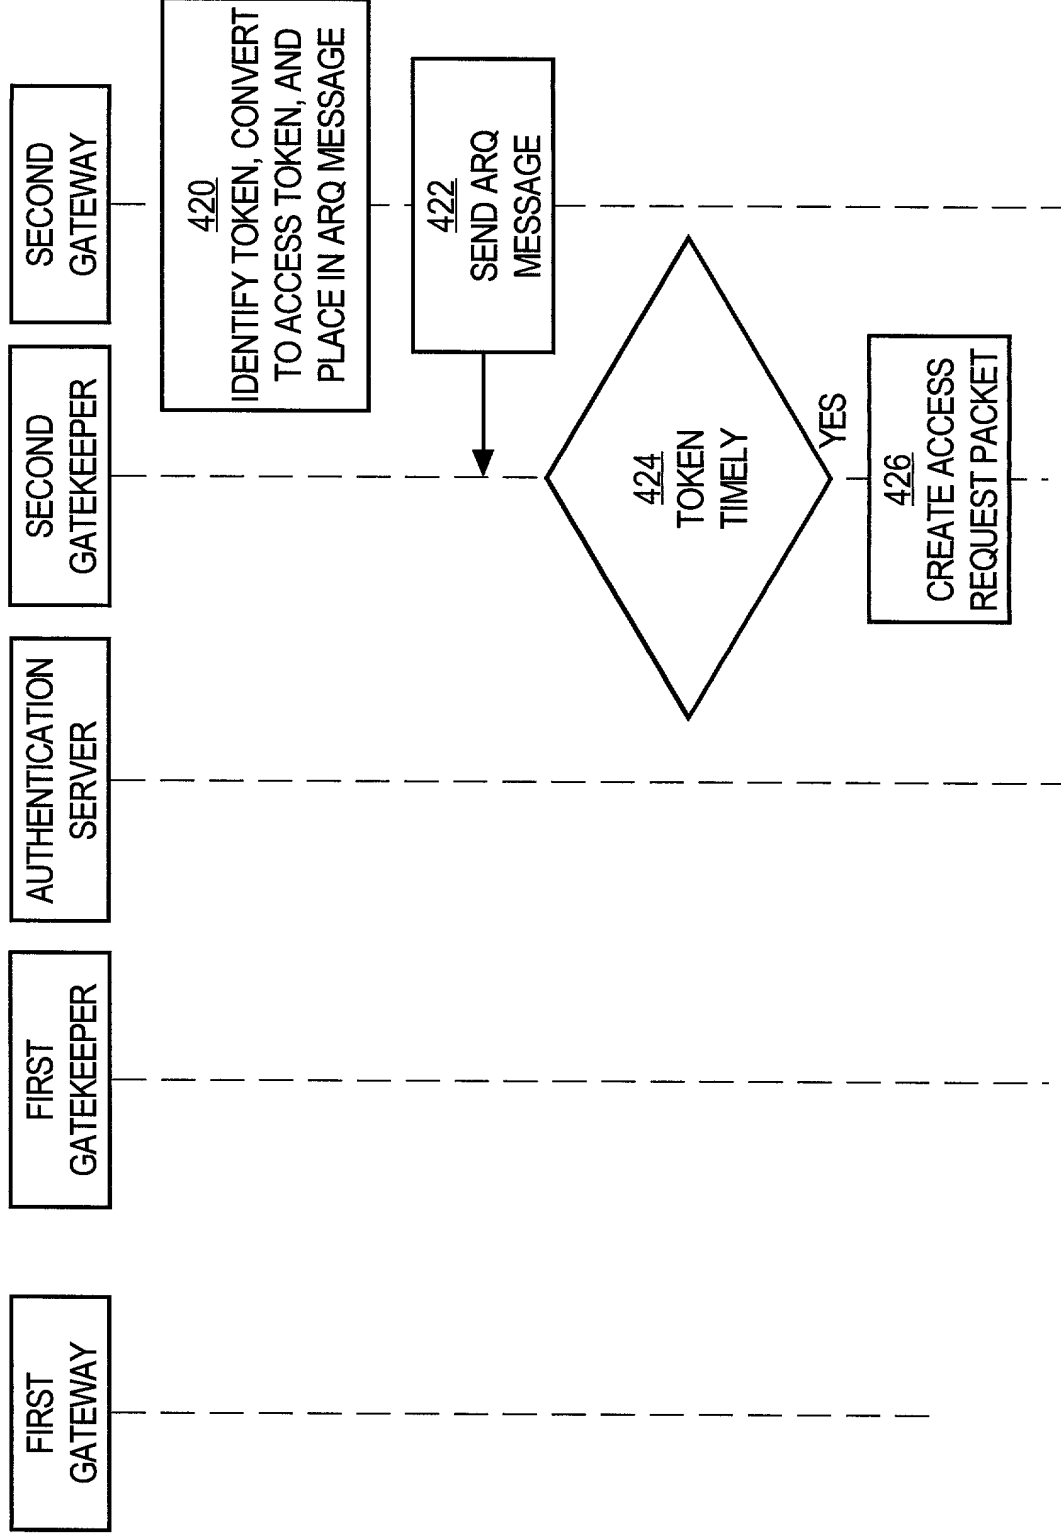 FIRST
GATEWAY
FIRST
GATEKEEPER
AUTHENTICATION
SERVER
SECOND
GATEKEEPER
SECOND
GATEWAY
420
IDENTIFY TOKEN, CONVERT
TO ACCESS TOKEN, AND
PLACE IN ARQ MESSAGE
422
SEND ARQ
MESSAGE
424
TOKEN
TIMELY
YES
426
CREATE ACCESS
REQUEST PACKET